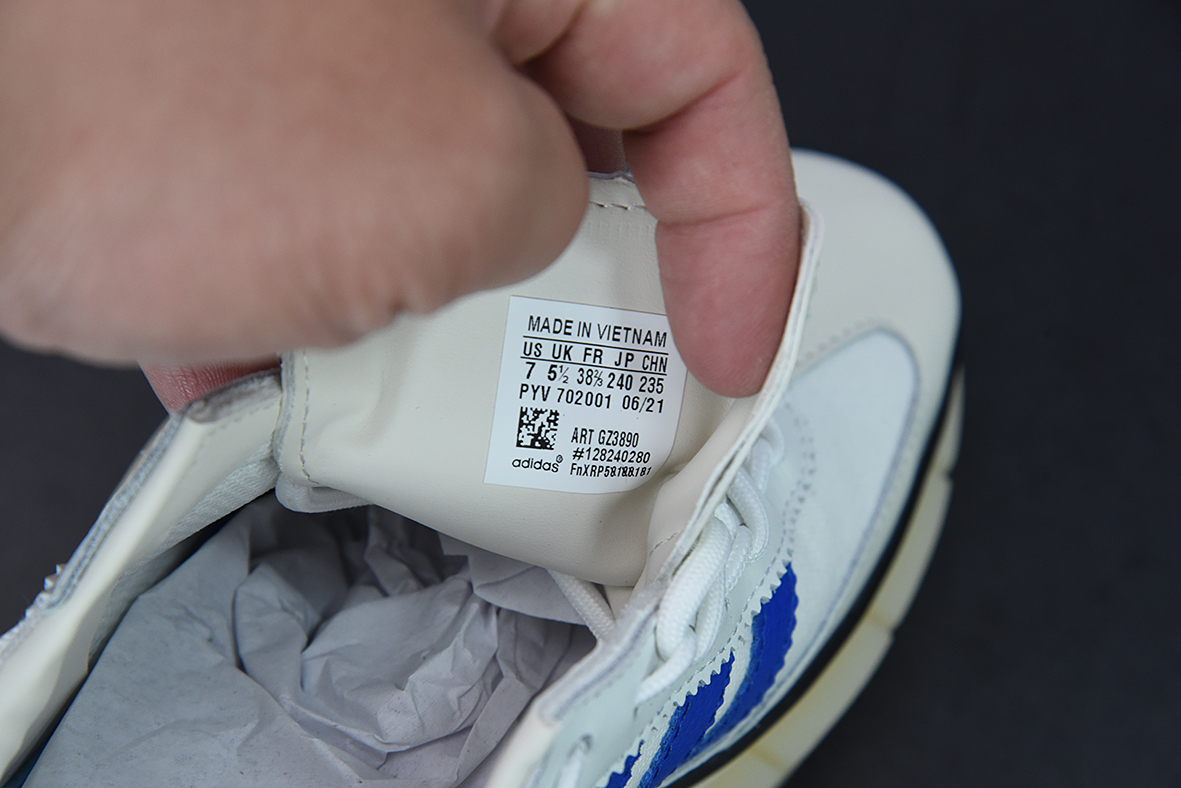 MADE IN VIETNAM
US UK FR JP CHN
7 5½ 38⅔ 240 235
PYV 702001 06/21
ART GZ3890
#128240280
adidas®